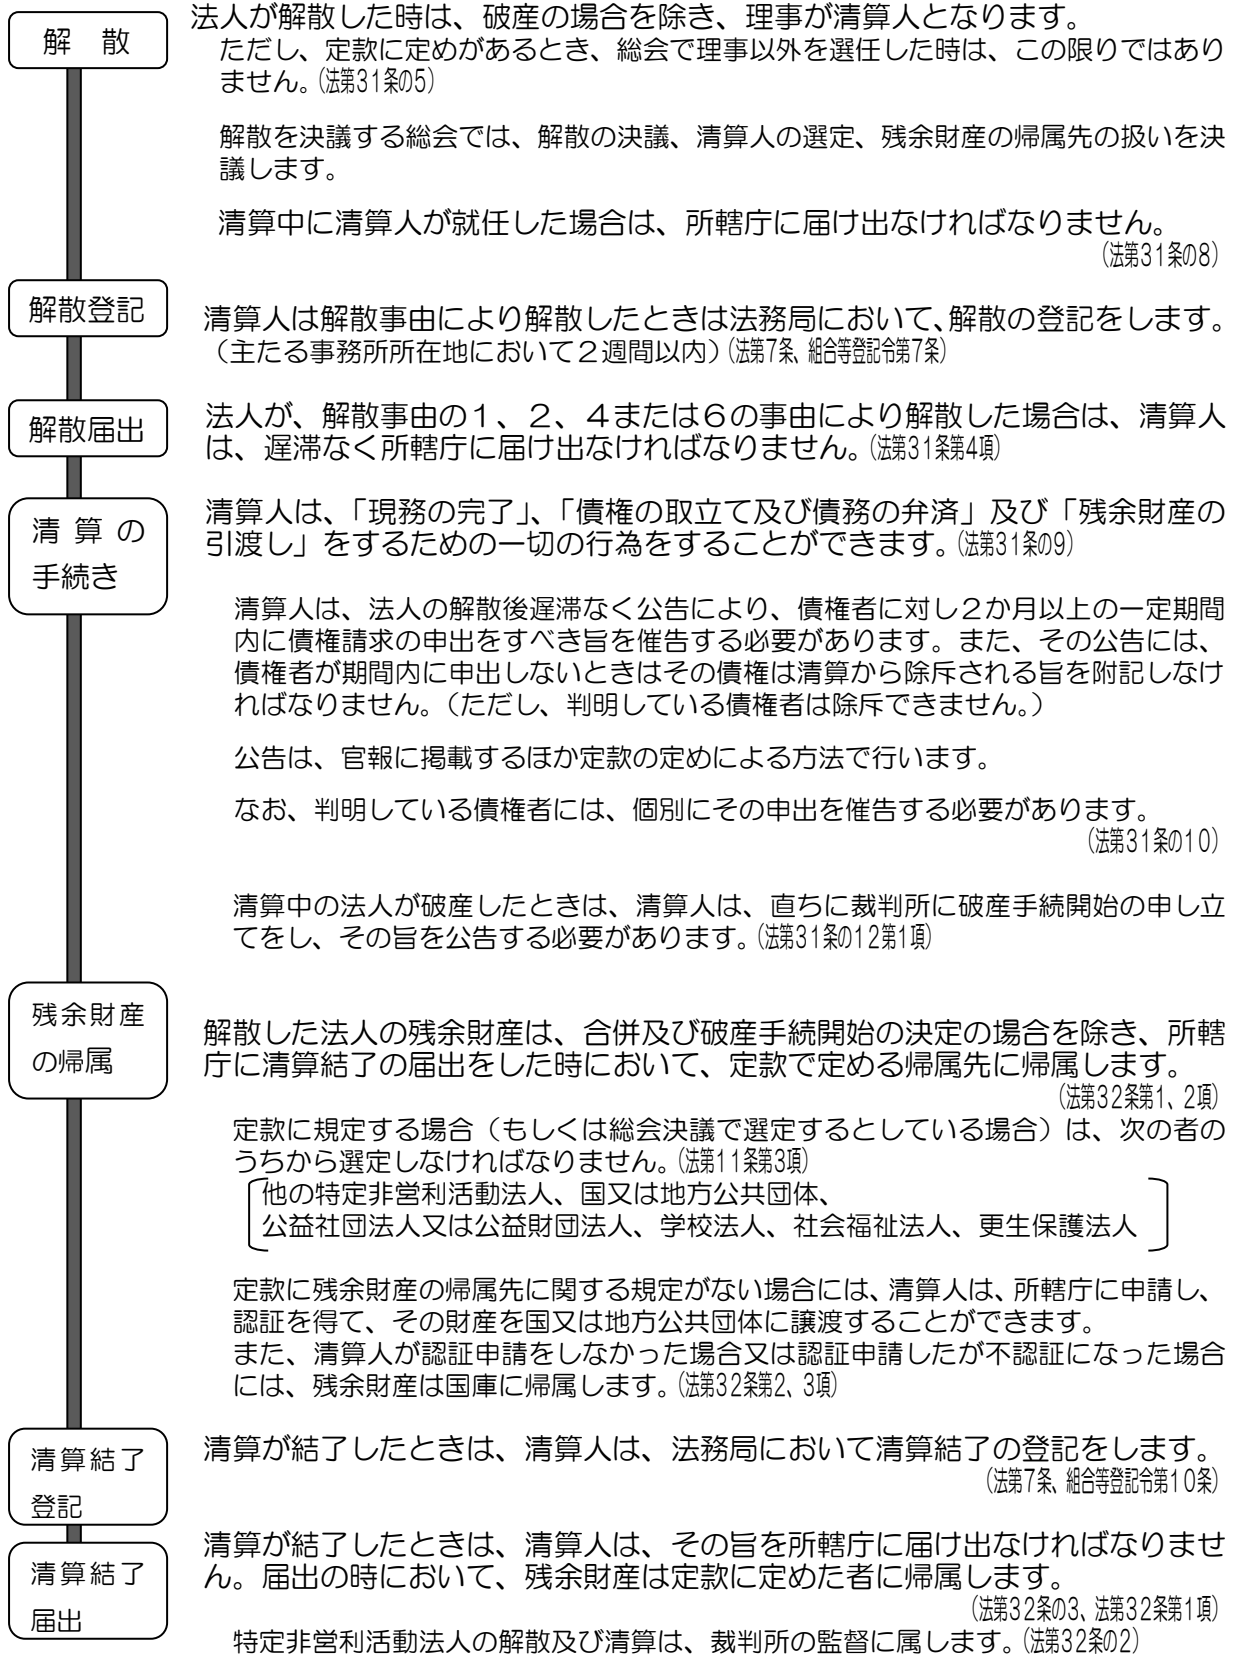 解　散
法人が解散した時は、破産の場合を除き、理事が清算人となります。
ただし、定款に定めがあるとき、総会で理事以外を選任した時は、この限りではあり
ません。(法第31条の5)
解散を決議する総会では、解散の決議、清算人の選定、残余財産の帰属先の扱いを決
議します。
清算中に清算人が就任した場合は、所轄庁に届け出なければなりません。
(法第31条の8)
解散登記
清算人は解散事由により解散したときは法務局において、解散の登記をします。
（主たる事務所所在地において２週間以内）(法第7条、組合等登記令第7条)
解散届出
法人が、解散事由の１、２、４または６の事由により解散した場合は、清算人
は、遅滞なく所轄庁に届け出なければなりません。(法第31条第4項)
清 算 の
手続き
清算人は、「現務の完了」、「債権の取立て及び債務の弁済」及び「残余財産の
引渡し」をするための一切の行為をすることができます。(法第31条の9)
清算人は、法人の解散後遅滞なく公告により、債権者に対し２か月以上の一定期間
内に債権請求の申出をすべき旨を催告する必要があります。また、その公告には、
債権者が期間内に申出しないときはその債権は清算から除斥される旨を附記しなけ
ればなりません。（ただし、判明している債権者は除斥できません。）
公告は、官報に掲載するほか定款の定めによる方法で行います。
なお、判明している債権者には、個別にその申出を催告する必要があります。
(法第31条の10)
清算中の法人が破産したときは、清算人は、直ちに裁判所に破産手続開始の申し立
てをし、その旨を公告する必要があります。(法第31条の12第1項)
残余財産
の帰属
解散した法人の残余財産は、合併及び破産手続開始の決定の場合を除き、所轄
庁に清算結了の届出をした時において、定款で定める帰属先に帰属します。
(法第32条第1、2項)
定款に規定する場合（もしくは総会決議で選定するとしている場合）は、次の者の
うちから選定しなければなりません。(法第11条第3項)
他の特定非営利活動法人、国又は地方公共団体、
公益社団法人又は公益財団法人、学校法人、社会福祉法人、更生保護法人
定款に残余財産の帰属先に関する規定がない場合には、清算人は、所轄庁に申請し、
認証を得て、その財産を国又は地方公共団体に譲渡することができます。
また、清算人が認証申請をしなかった場合又は認証申請したが不認証になった場合
には、残余財産は国庫に帰属します。(法第32条第2、3項)
清算結了
登記
清算が結了したときは、清算人は、法務局において清算結了の登記をします。
(法第7条、組合等登記令第10条)
清算結了
届出
清算が結了したときは、清算人は、その旨を所轄庁に届け出なければなりませ
ん。届出の時において、残余財産は定款に定めた者に帰属します。
(法第32条の3、法第32条第1項)
特定非営利活動法人の解散及び清算は、裁判所の監督に属します。(法第32条の2)